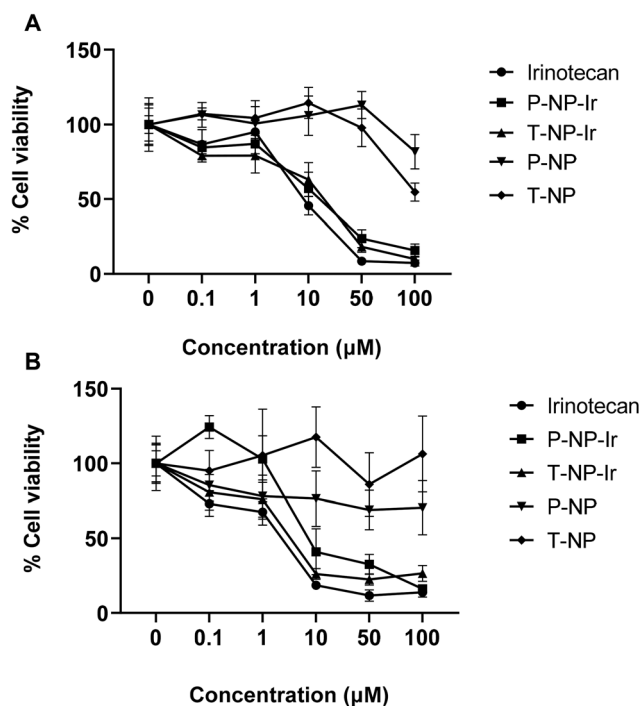 A
150
100
50
0
% Cell viability
0 0.1 1 10 50 100
Concentration (µM)
Irinotecan
P-NP-Ir
T-NP-Ir
P-NP
T-NP
B
150
100
50
0
% Cell viability
0 0.1 1 10 50 100
Concentration (µM)
Irinotecan
P-NP-Ir
T-NP-Ir
P-NP
T-NP